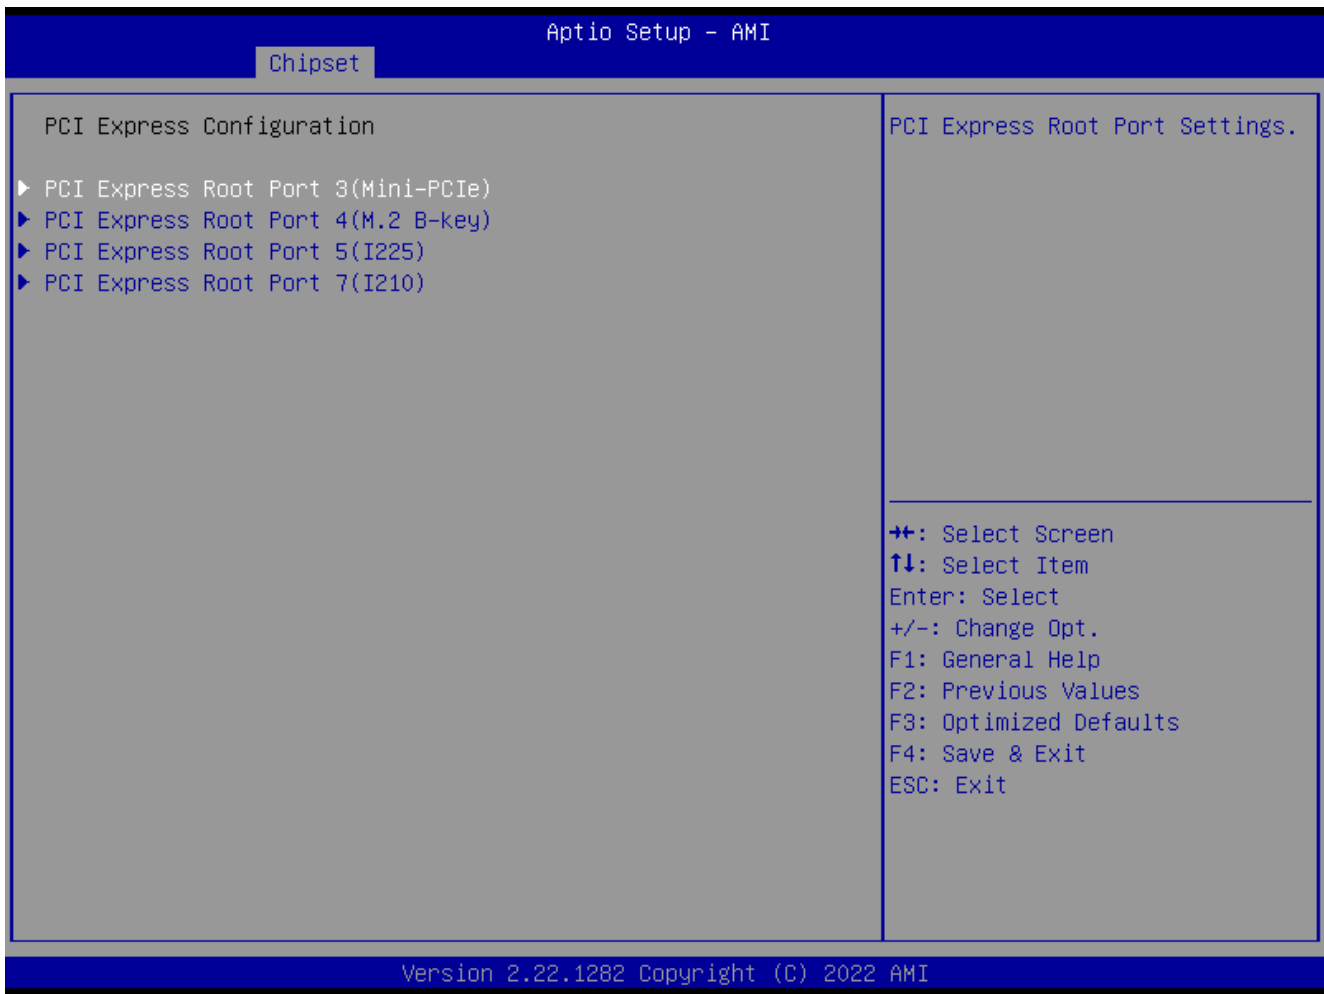 Aptio Setup - AMI
Chipset
PCI Express Configuration
► PCI Express Root Port 3(Mini-PCIe)
► PCI Express Root Port 4(M.2 B-key)
► PCI Express Root Port 5(I225)
► PCI Express Root Port 7(I210)
PCI Express Root Port Settings.
→←: Select Screen
↑↓: Select Item
Enter: Select
+/-: Change Opt.
F1: General Help
F2: Previous Values
F3: Optimized Defaults
F4: Save & Exit
ESC: Exit
Version 2.22.1282 Copyright (C) 2022 AMI